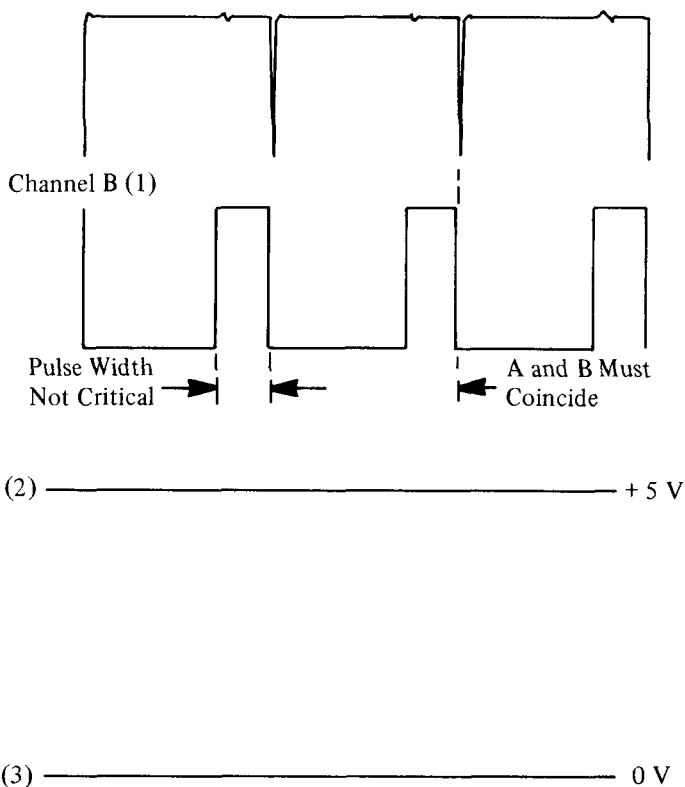 Channel B (1)
Pulse Width
Not Critical
A and B Must
Coincide
(2) + 5 V
(3) 0 V